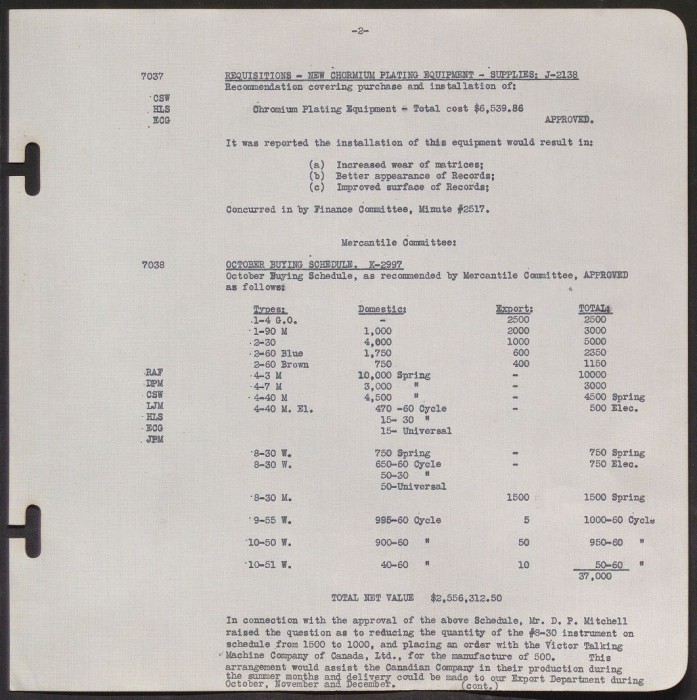 -2-
7037 REQUISITIONS - NEW CHORMIUM PLATING EQUIPMENT - SUPPLIES; J-2138
Recommendation covering purchase and installation of:
CSW
HLS Chromium Plating Equipment - Total cost $6,539.86
ECG APPROVED.
It was reported the installation of this equipment would result in:
(a) Increased wear of matrices;
(b) Better appearance of Records;
(c) Improved surface of Records;
Concurred in by Finance Committee, Minute #2517.
Mercantile Committee:
7038 OCTOBER BUYING SCHEDULE. K-2997
October Buying Schedule, as recommended by Mercantile Committee, APPROVED
as follows:
Types: Domestic: Export: TOTAL:
1-4 G.O. - 2500 2500
1-90 M 1,000 2000 3000
2-30 4,000 1000 5000
2-60 Blue 1,750 600 2350
2-60 Brown 750 400 1150
RAF 4-3 M 10,000 Spring - 10000
DPM 4-7 M 3,000 " - 3000
CSW 4-40 M 4,500 " - 4500 Spring
LJM 4-40 M. El. 470 -60 Cycle - 500 Elec.
HLS 15- 30 "
ECG 15- Universal
JPM
8-30 W. 750 Spring - 750 Spring
8-30 W. 650-60 Cycle - 750 Elec.
50-30 "
50-Universal
8-30 M. 1500 1500 Spring
9-55 W. 995-60 Cycle 5 1000-60 Cycle
10-50 W. 900-60 " 50 950-60 "
10-51 W. 40-60 " 10 50-60 "
37,000
TOTAL NET VALUE $2,556,312.50
In connection with the approval of the above Schedule, Mr. D. P. Mitchell
raised the question as to reducing the quantity of the #8-30 instrument on
schedule from 1500 to 1000, and placing an order with the Victor Talking
Machine Company of Canada, Ltd., for the manufacture of 500. This
arrangement would assist the Canadian Company in their production during
the summer months and delivery could be made to our Export Department during
October, November and December. (cont.)